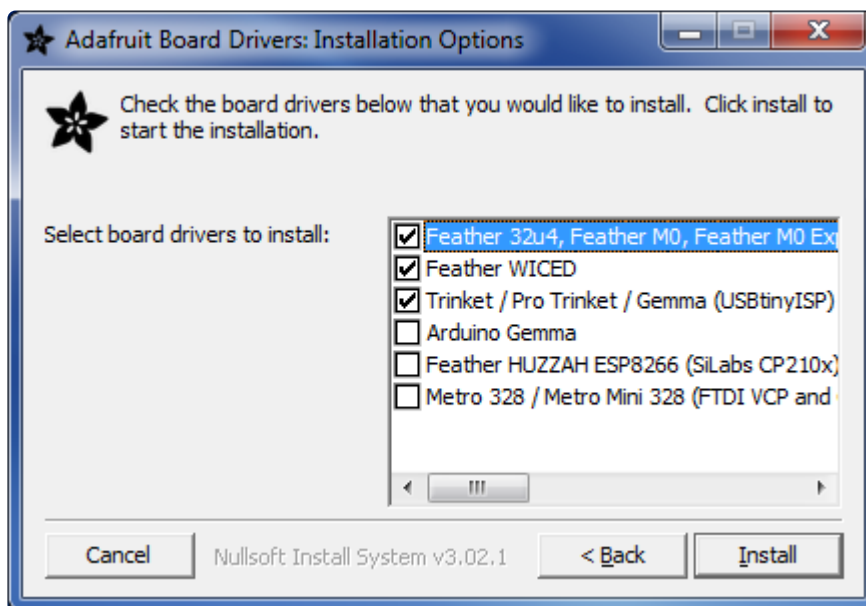 Adafruit Board Drivers: Installation Options
Check the board drivers below that you would like to install. Click install to
start the installation.
Select board drivers to install:
Feather 32u4, Feather M0, Feather M0
Feather WICED
Trinket / Pro Trinket / Gemma (USBtinyISP)
Arduino Gemma
Feather HUZZAH ESP8266 (SiLabs CP210x)
Metro 328 / Metro Mini 328 (FTDI VCP and
Cancel
Nullsoft Install System v3.02.1
< Back
Install